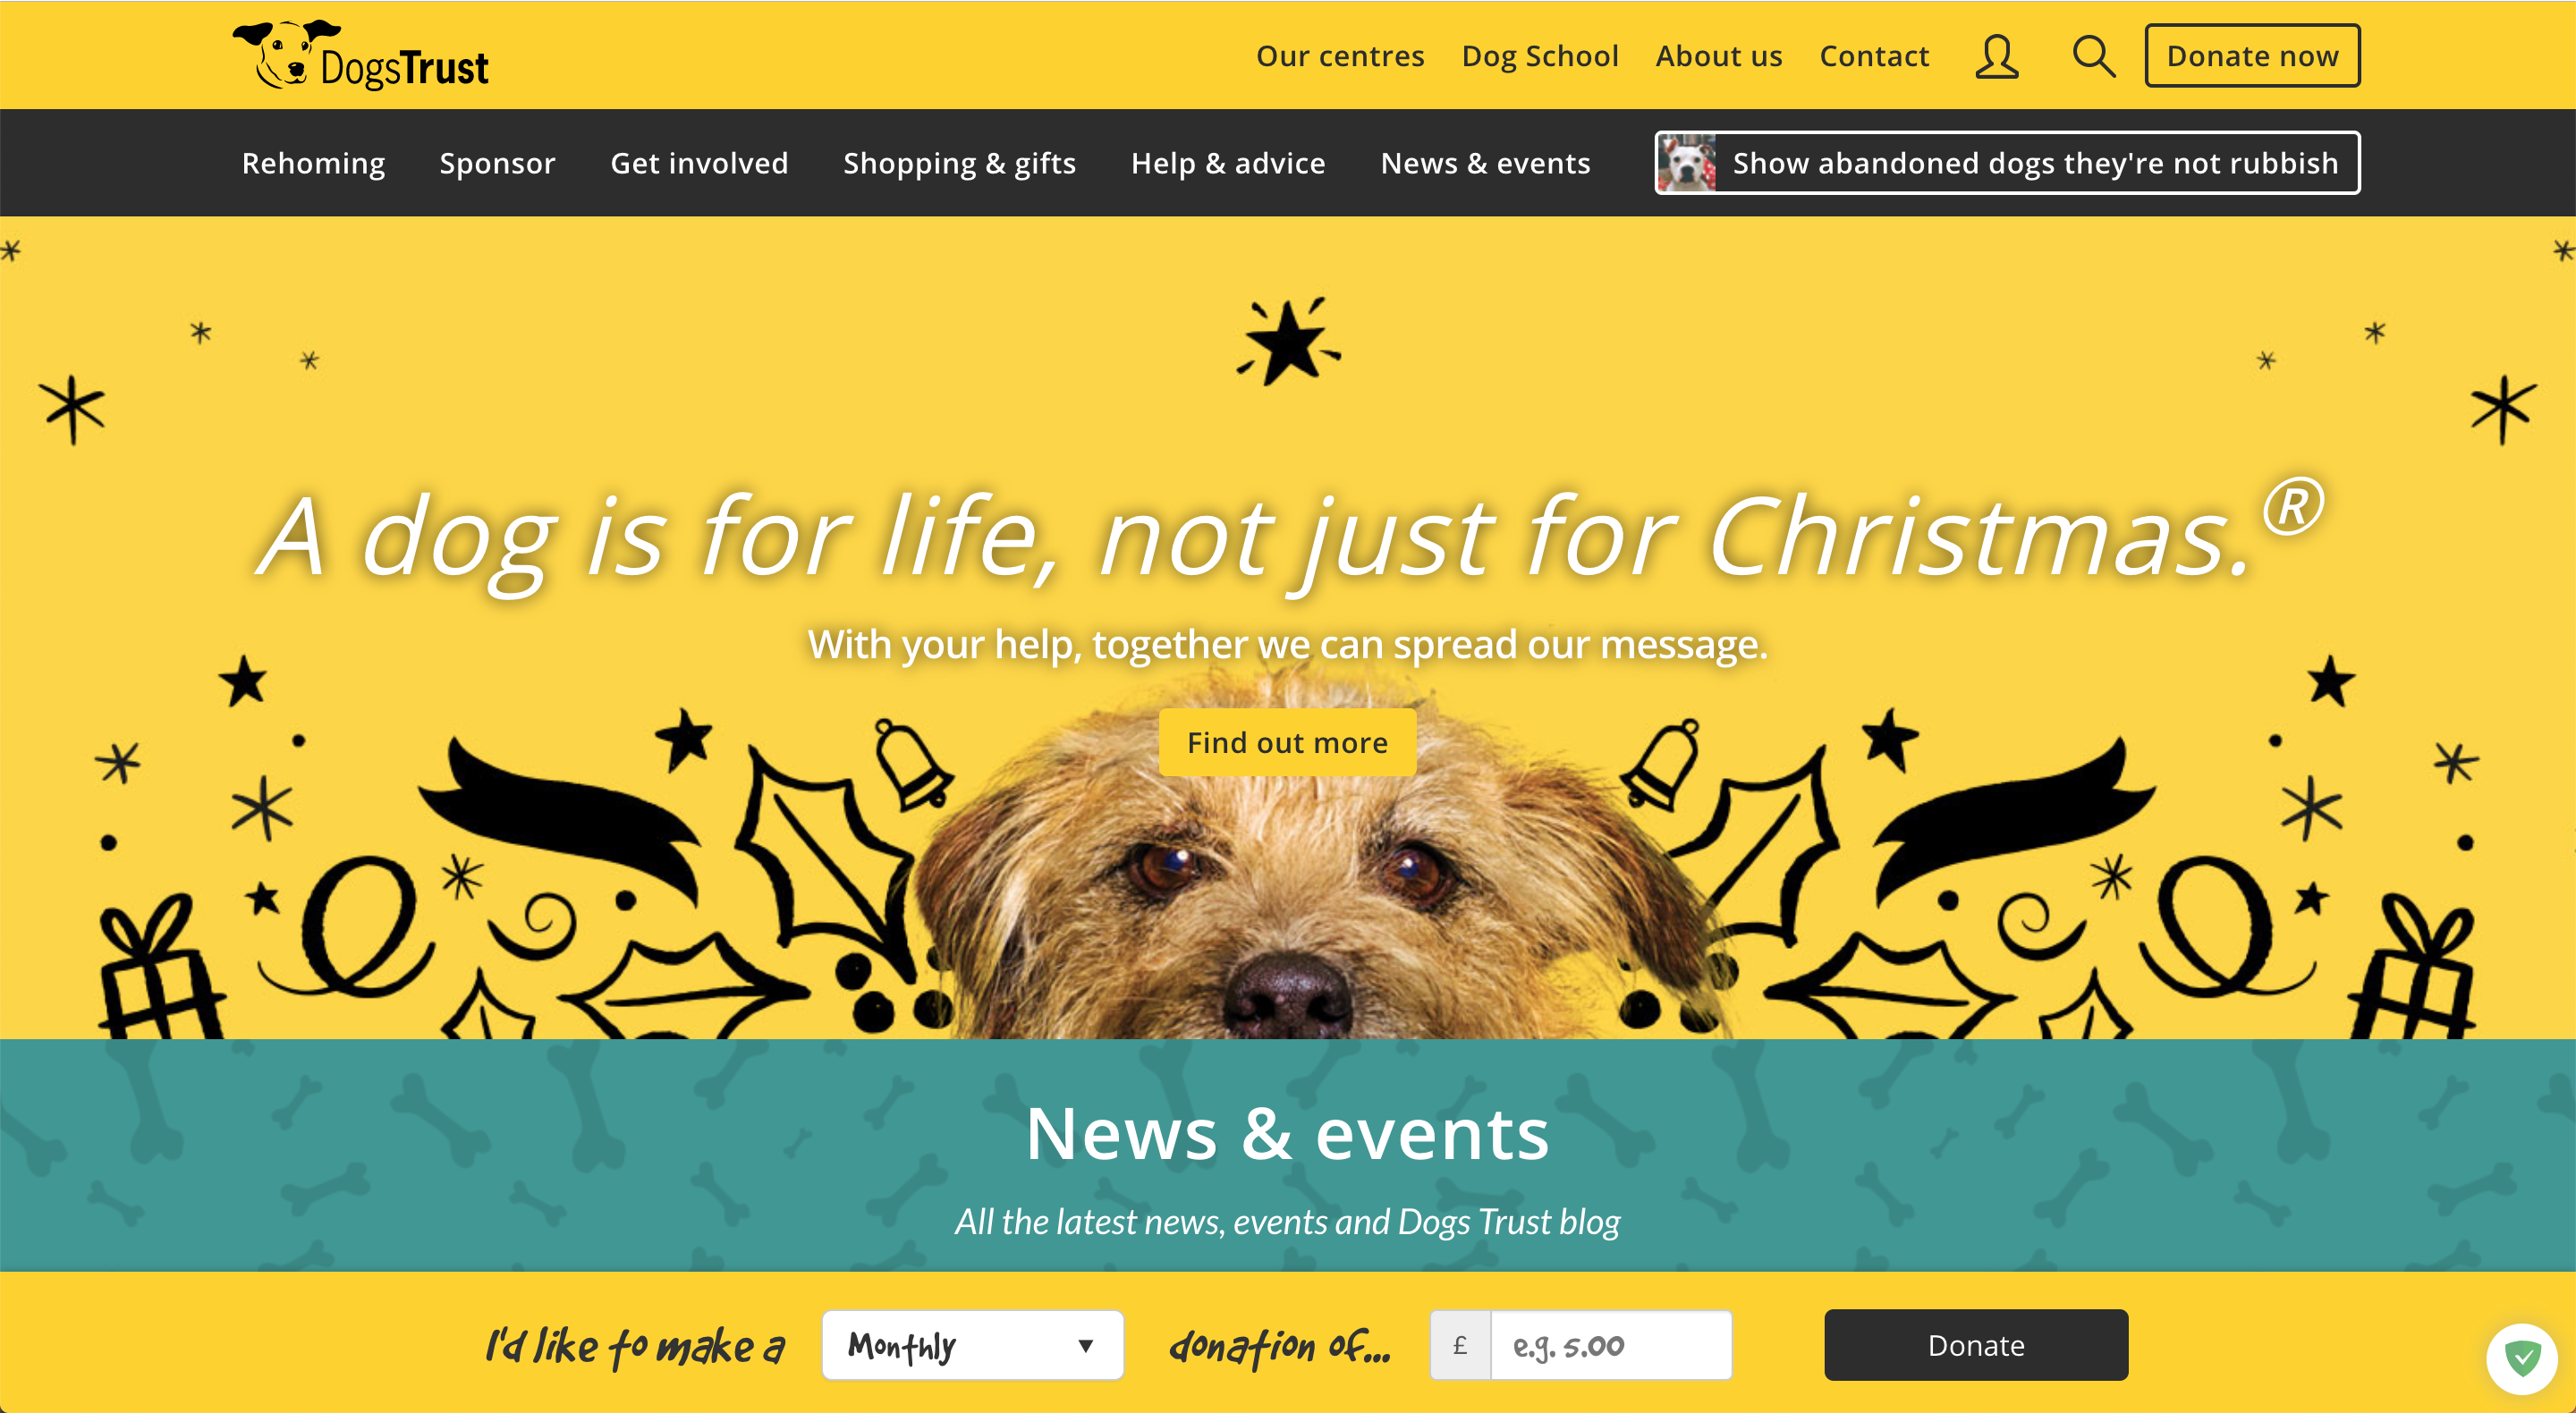 DogsTrust
Our centres
Dog School
About us
Contact
Donate now
Rehoming
Sponsor
Get involved
Shopping & gifts
Help & advice
News & events
Show abandoned dogs they're not rubbish
A dog is for life, not just for Christmas.®
With your help, together we can spread our message.
Find out more
News & events
All the latest news, events and Dogs Trust blog
I'd like to make a
Monthly
donation of...
£
e.g. 5.00
Donate